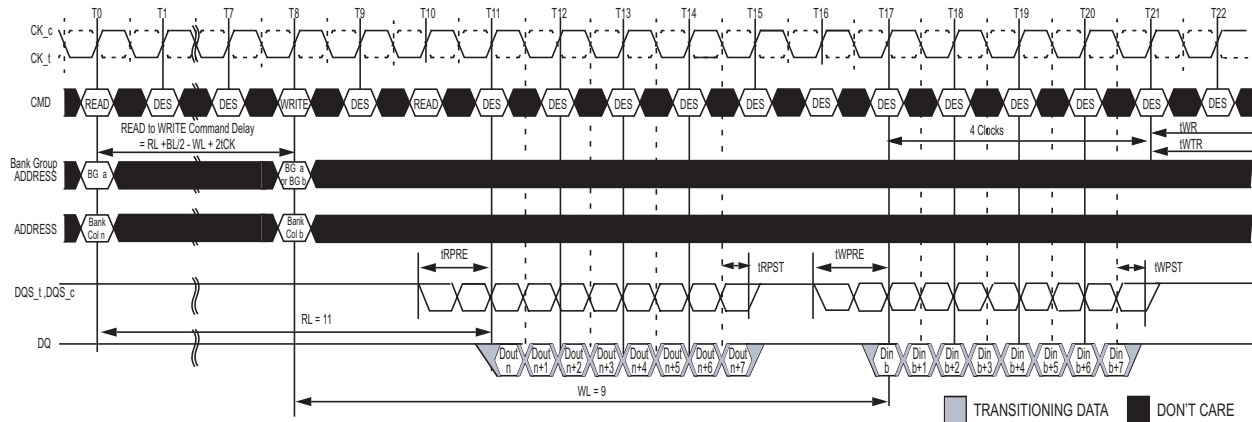 T0 T1 T7 T8 T9 T10 T11 T12 T13 T14 T15 T16 T17 T18 T19 T20 T21 T22
CK_c
CK_t
CMD READ DES DES WRITE DES READ DES DES DES DES DES DES DES DES DES DES DES DES
READ to WRITE Command Delay
= RL +BL/2 - WL + 2tCK
4 Clocks
tWR
tWTR
Bank Group
ADDRESS
BG a
BG a
or BG b
ADDRESS
Bank
Col n
Bank
Col b
tRPRE tRPST tWPRE tWPST
DQS_t ,DQS_c
RL = 11
DQ
Dout
n
Dout
n+1
Dout
n+2
Dout
n+3
Dout
n+4
Dout
n+5
Dout
n+6
Dout
n+7
Din
b
Din
b+1
Din
b+2
Din
b+3
Din
b+4
Din
b+5
Din
b+6
Din
b+7
WL = 9
TRANSITIONING DATA
DON'T CARE